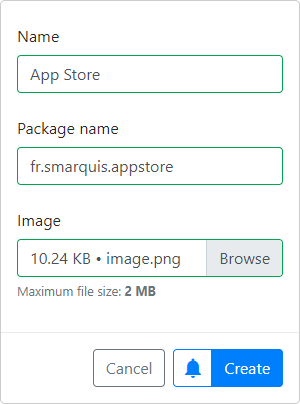 Name
App Store
Package name
fr.smarquis.appstore
Image
10.24 KB • image.png Browse
Maximum file size: 2 MB
Cancel Create